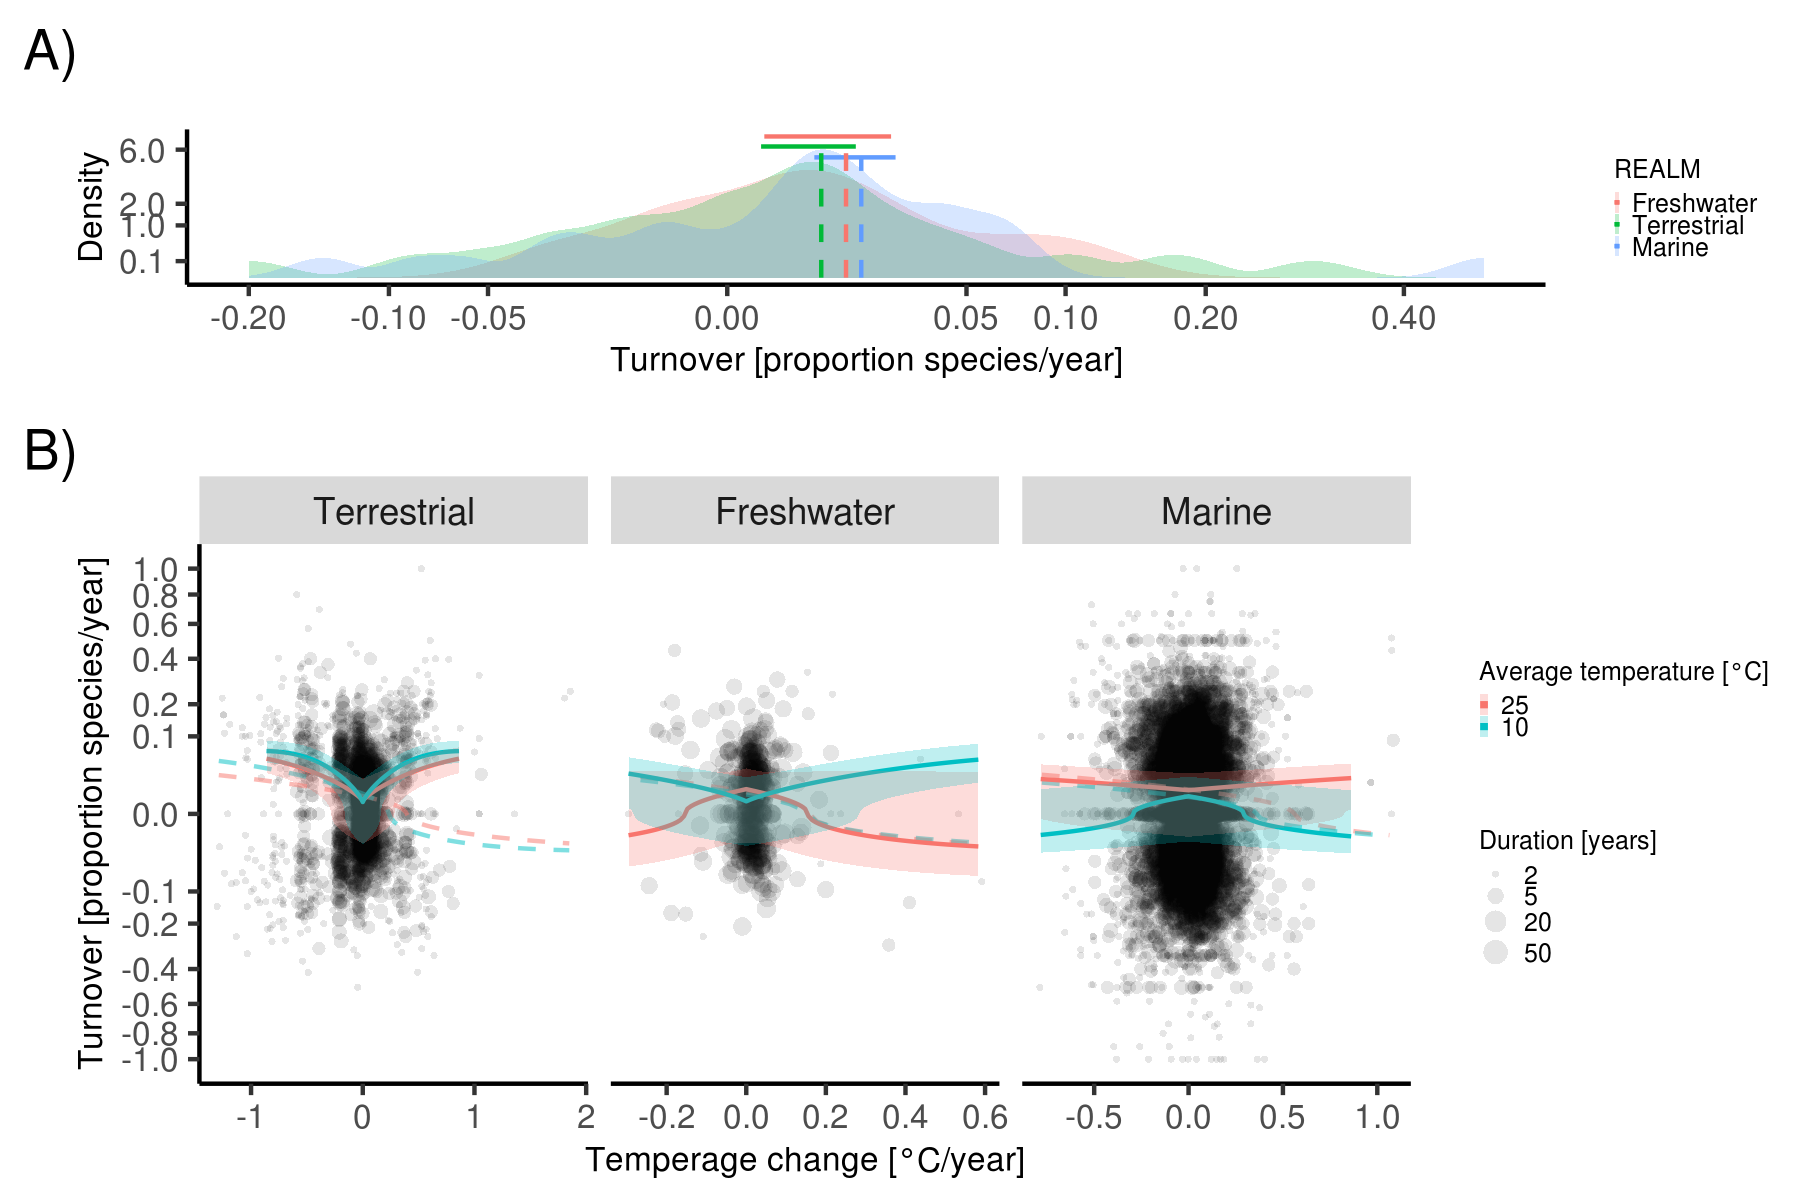 A)
Density
6.0
2.0
1.0
0.1
-0.20 -0.10 -0.05 0.00 0.05 0.10 0.20 0.40
Turnover [proportion species/year]
REALM
Freshwater
Terrestrial
Marine
B)
Terrestrial Freshwater Marine
Turnover [proportion species/year]
1.0
0.8
0.6
0.4
0.2
0.1
0.0
-0.1
-0.2
-0.4
-0.6
-0.8
-1.0
-1 0 1 2 -0.2 0.0 0.2 0.4 0.6 -0.5 0.0 0.5 1.0
Temperage change [°C/year]
Average temperature [°C]
25
10
Duration [years]
2
5
20
50